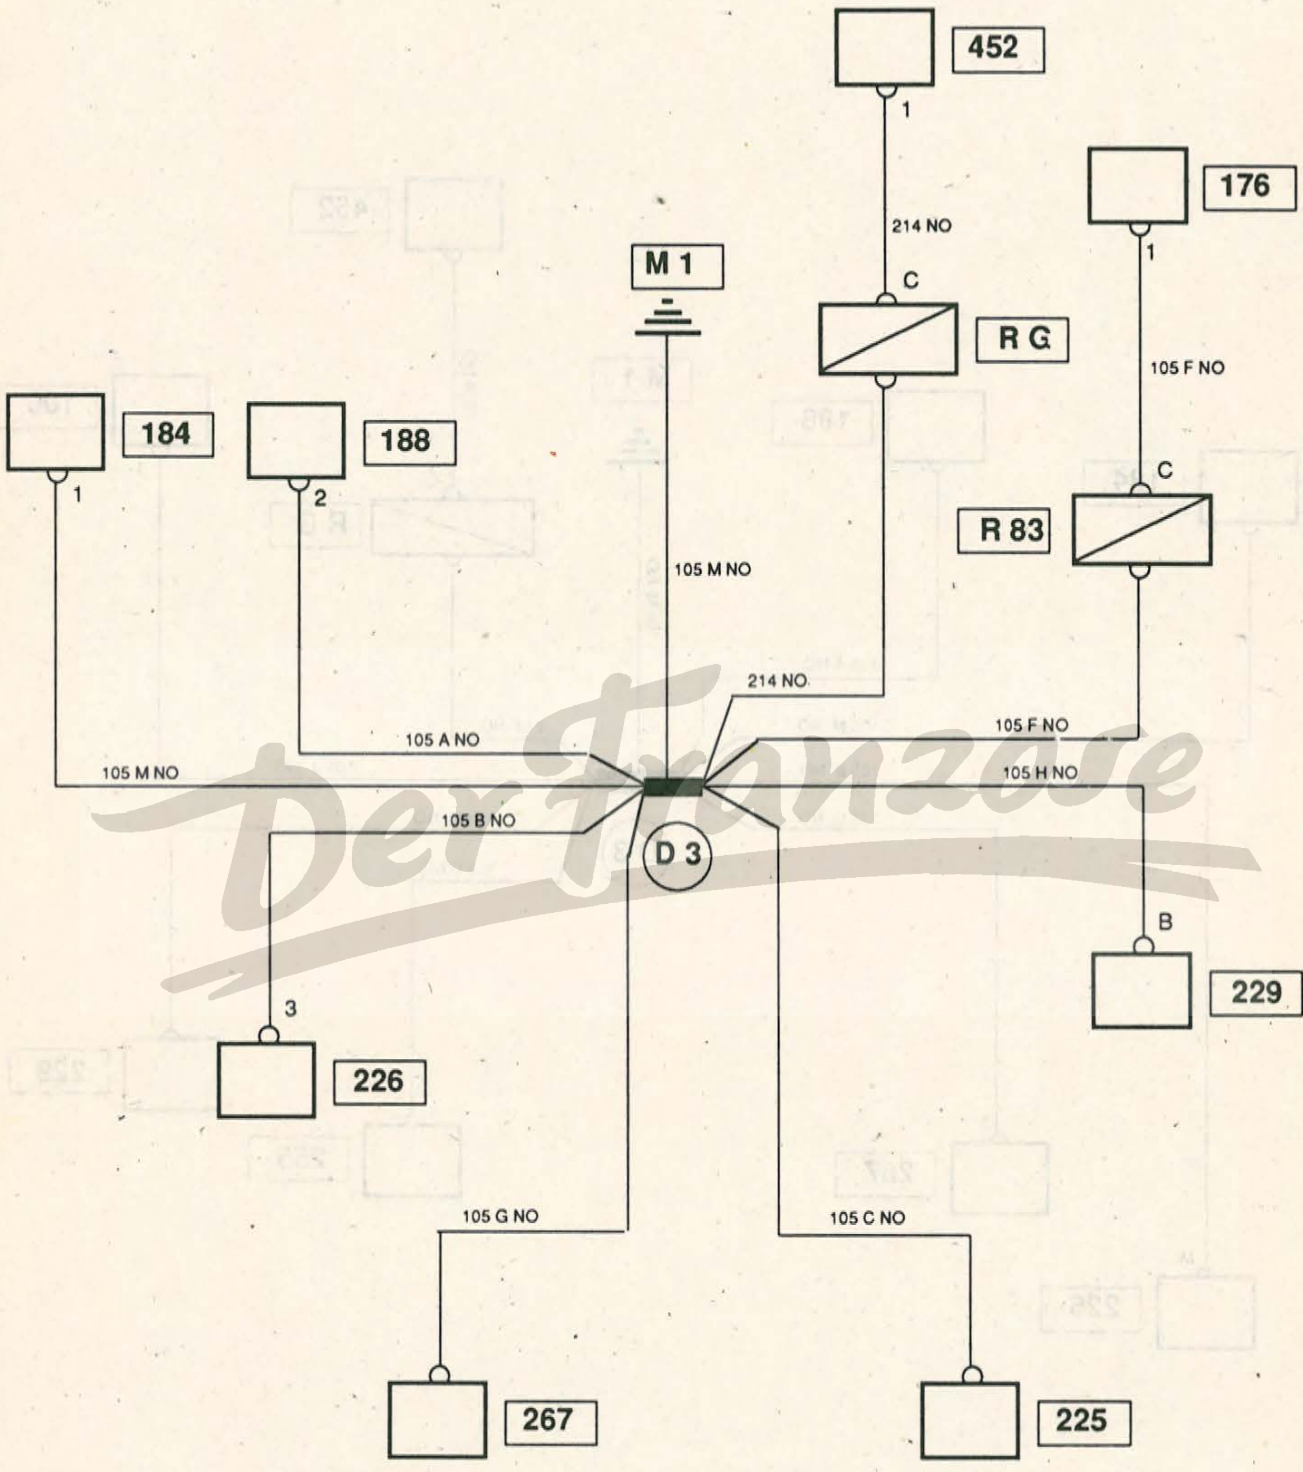 452
1
176
214 NO
1
M 1
C
R G
105 F NO
184
188
C
1
2
R 83
105 M NO
214 NO
105 F NO
105 A NO
105 M NO
105 H NO
105 B NO
D 3
Der Franzose
B
229
3
226
105 G NO
105 C NO
267
225